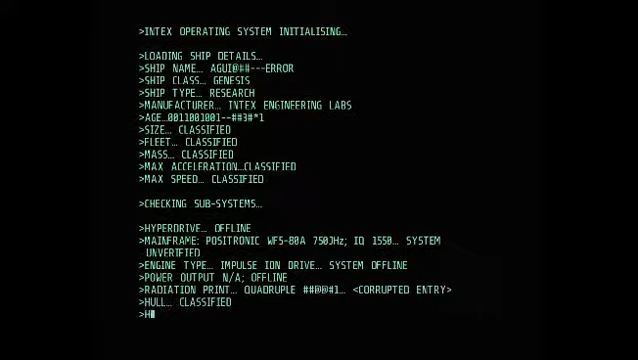 >INTEX OPERATING SYSTEM INITIALISING…
>LOADING SHIP DETAILS…
>SHIP NAME… AGUI@##---ERROR
>SHIP CLASS… GENESIS
>SHIP TYPE… RESEARCH
>MANUFACTURER… INTEX ENGINEERING LABS
>AGE…0011001001--##3#*1
>SIZE… CLASSIFIED
>FLEET… CLASSIFIED
>MASS… CLASSIFIED
>MAX ACCELERATION…CLASSIFIED
>MAX SPEED… CLASSIFIED
>CHECKING SUB-SYSTEMS…
>HYPERDRIVE… OFFLINE
>MAINFRAME: POSITRONIC WF5-80A 750JHz; IQ 1550… SYSTEM
UNVERIFIED
>ENGINE TYPE… IMPULSE ION DRIVE… SYSTEM OFFLINE
>POWER OUTPUT N/A; OFFLINE
>RADIATION PRINT… QUADRUPLE ##@@#1… <CORRUPTED ENTRY>
>HULL… CLASSIFIED
>H